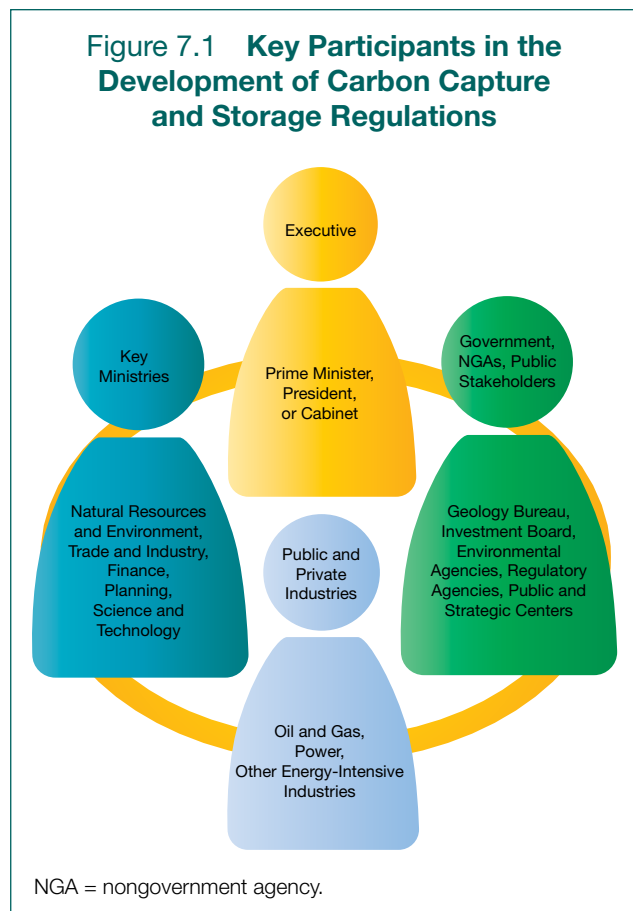 Figure 7.1 Key Participants in the
Development of Carbon Capture
and Storage Regulations
Executive
Prime Minister,
President,
or Cabinet
Key
Ministries
Natural Resources
and Environment,
Trade and Industry,
Finance,
Planning,
Science and
Technology
Government,
NGAs, Public
Stakeholders
Geology Bureau,
Investment Board,
Environmental
Agencies, Regulatory
Agencies, Public and
Strategic Centers
Public and
Private
Industries
Oil and Gas,
Power,
Other Energy-Intensive
Industries
NGA = nongovernment agency.